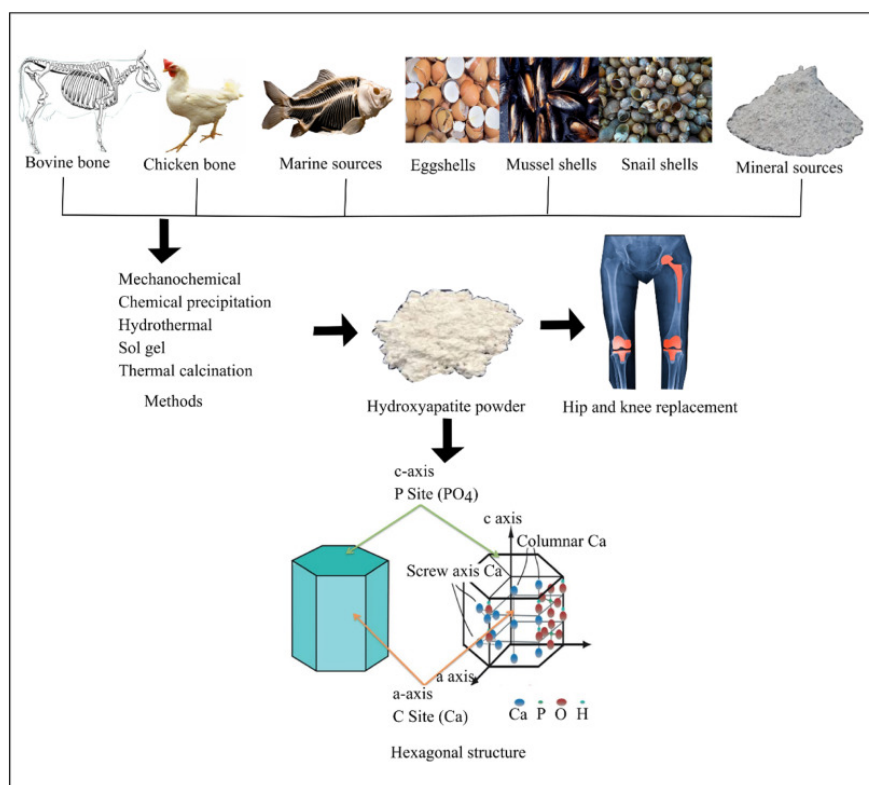 Bovine bone
Chicken bone
Marine sources
Eggshells
Mussel shells
Snail shells
Mineral sources
Mechanochemical
Chemical precipitation
Hydrothermal
Sol gel
Thermal calcination
Methods
Hydroxyapatite powder
Hip and knee replacement
c-axis
P Site (PO4)
c axis
Columnar Ca
Screw axis Ca
a axis
a-axis
C Site (Ca)
Ca P O H
Hexagonal structure